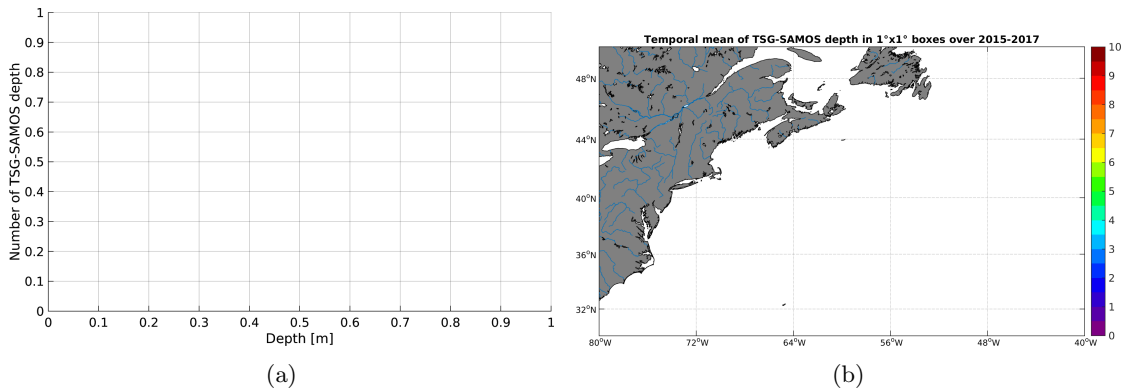 1
0.9
0.8
0.7
0.6
0.5
0.4
0.3
0.2
0.1
0
Number of TSG-SAMOS depth
0 0.1 0.2 0.3 0.4 0.5 0.6 0.7 0.8 0.9 1
Depth [m]
(a)
Temporal mean of TSG-SAMOS depth in 1°x1° boxes over 2015-2017
48°N
44°N
40°N
36°N
32°N
80°W 72°W 64°W 56°W 48°W 40°W
10
9
8
7
6
5
4
3
2
1
0
(b)